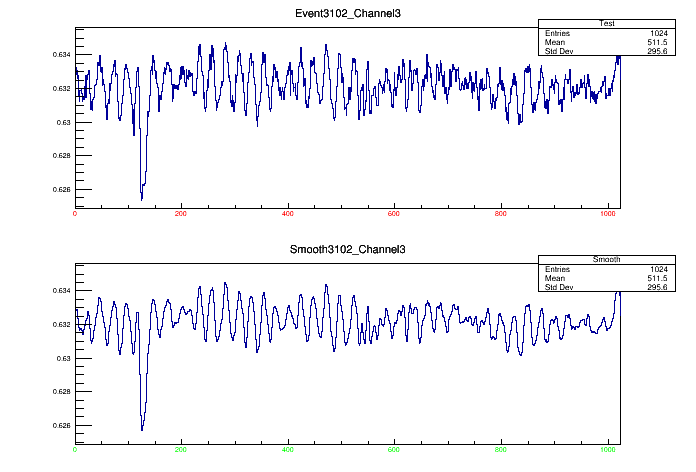 Event3102_Channel3
Test
Entries 1024
Mean 511.5
Std Dev 295.6
0.634
0.632
0.63
0.628
0.626
0 200 400 600 800 1000
Smooth3102_Channel3
Smooth
Entries 1024
Mean 511.5
Std Dev 295.6
0.634
0.632
0.63
0.628
0.626
0 200 400 600 800 1000